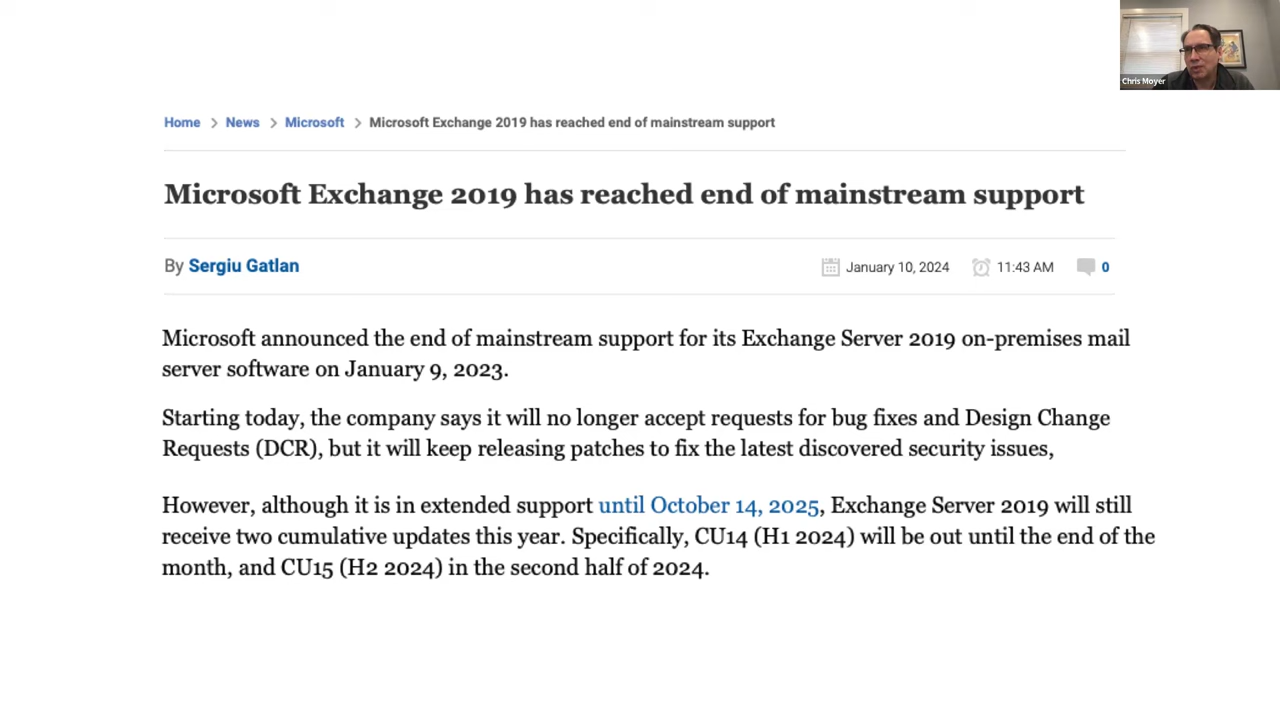 Chris Moyer
Home > News > Microsoft > Microsoft Exchange 2019 has reached end of mainstream support
Microsoft Exchange 2019 has reached end of mainstream support
By Sergiu Gatlan
January 10, 2024 11:43 AM 0
Microsoft announced the end of mainstream support for its Exchange Server 2019 on-premises mail
server software on January 9, 2023.
Starting today, the company says it will no longer accept requests for bug fixes and Design Change
Requests (DCR), but it will keep releasing patches to fix the latest discovered security issues,
However, although it is in extended support until October 14, 2025, Exchange Server 2019 will still
receive two cumulative updates this year. Specifically, CU14 (H1 2024) will be out until the end of the
month, and CU15 (H2 2024) in the second half of 2024.